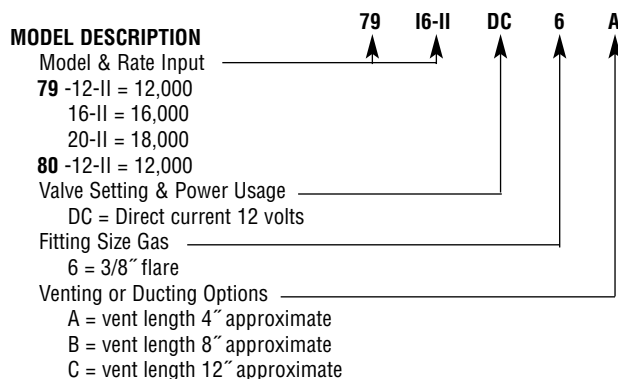 79 I6-II DC 6 A
MODEL DESCRIPTION
Model & Rate Input
79 -12-II = 12,000
16-II = 16,000
20-II = 18,000
80 -12-II = 12,000
Valve Setting & Power Usage
DC = Direct current 12 volts
Fitting Size Gas
6 = 3/8˝ flare
Venting or Ducting Options
A = vent length 4˝ approximate
B = vent length 8˝ approximate
C = vent length 12˝ approximate